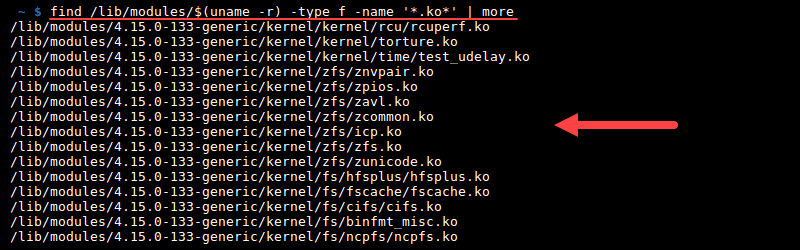 ~ $ find /lib/modules/$(uname -r) -type f -name '*.ko*' | more
/lib/modules/4.15.0-133-generic/kernel/kernel/rcu/rcuperf.ko
/lib/modules/4.15.0-133-generic/kernel/kernel/torture.ko
/lib/modules/4.15.0-133-generic/kernel/kernel/time/test_udelay.ko
/lib/modules/4.15.0-133-generic/kernel/zfs/znvpair.ko
/lib/modules/4.15.0-133-generic/kernel/zfs/zpios.ko
/lib/modules/4.15.0-133-generic/kernel/zfs/zavl.ko
/lib/modules/4.15.0-133-generic/kernel/zfs/zcommon.ko
/lib/modules/4.15.0-133-generic/kernel/zfs/icp.ko
/lib/modules/4.15.0-133-generic/kernel/zfs/zfs.ko
/lib/modules/4.15.0-133-generic/kernel/zfs/zunicode.ko
/lib/modules/4.15.0-133-generic/kernel/fs/hfsplus/hfsplus.ko
/lib/modules/4.15.0-133-generic/kernel/fs/fscache/fscache.ko
/lib/modules/4.15.0-133-generic/kernel/fs/cifs/cifs.ko
/lib/modules/4.15.0-133-generic/kernel/fs/binfmt_misc.ko
/lib/modules/4.15.0-133-generic/kernel/fs/ncpfs/ncpfs.ko